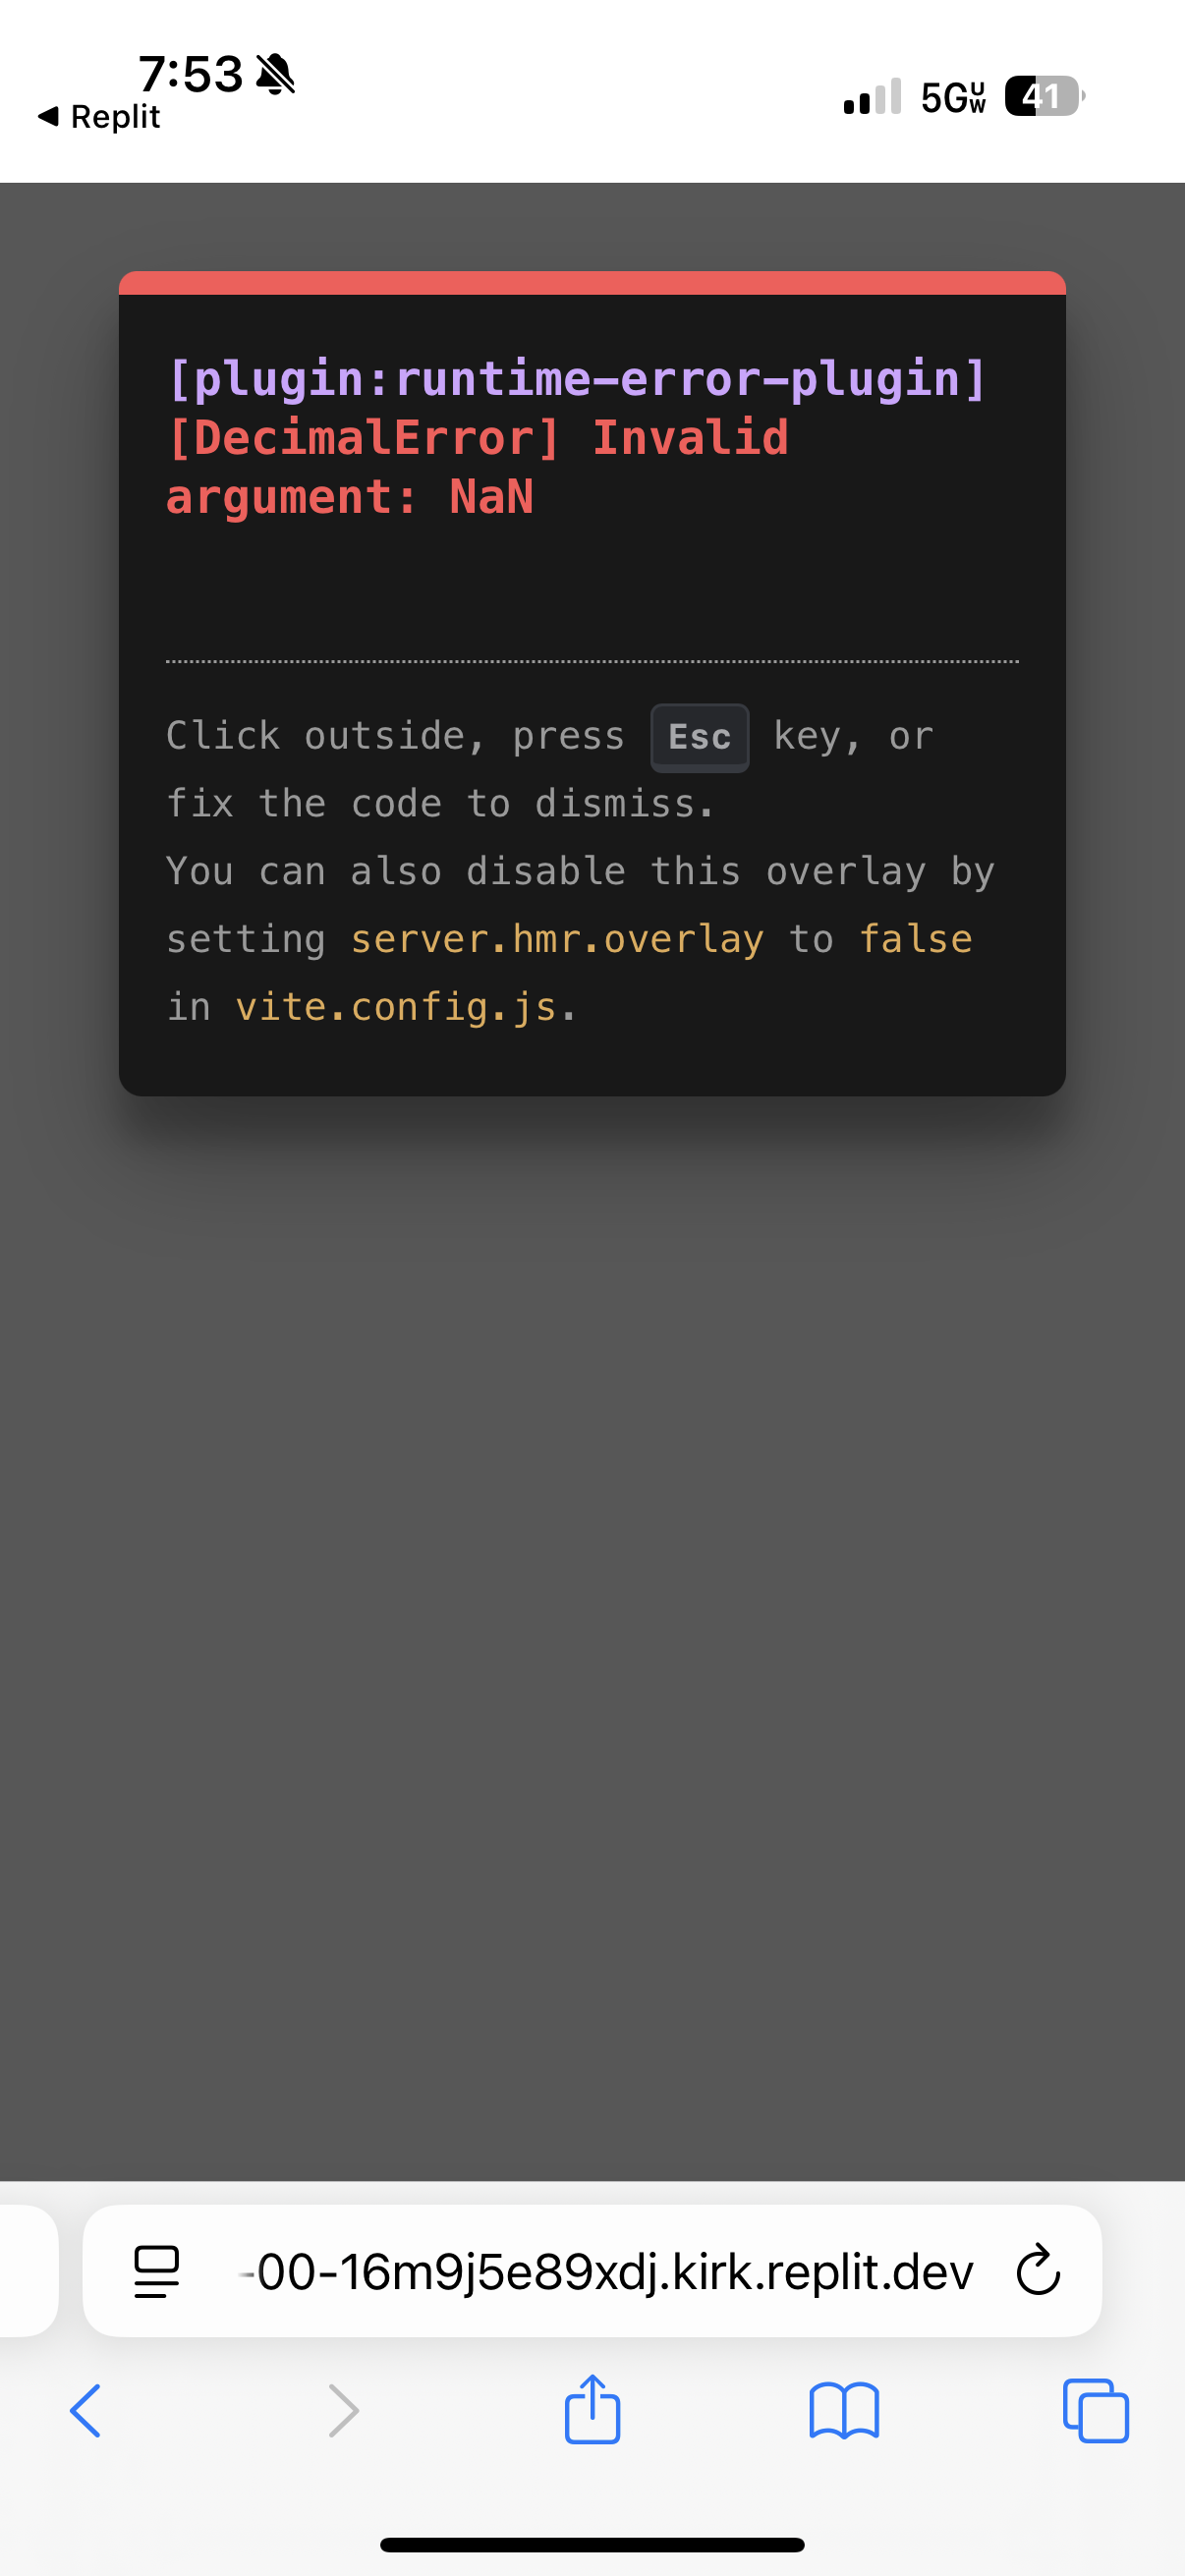 7:53
Replit
5GUW
41
[plugin:runtime-error-plugin]
[DecimalError] Invalid
argument: NaN
Click outside, press Esc key, or
fix the code to dismiss.
You can also disable this overlay by
setting server.hmr.overlay to false
in vite.config.js.
-00-16m9j5e89xdj.kirk.replit.dev